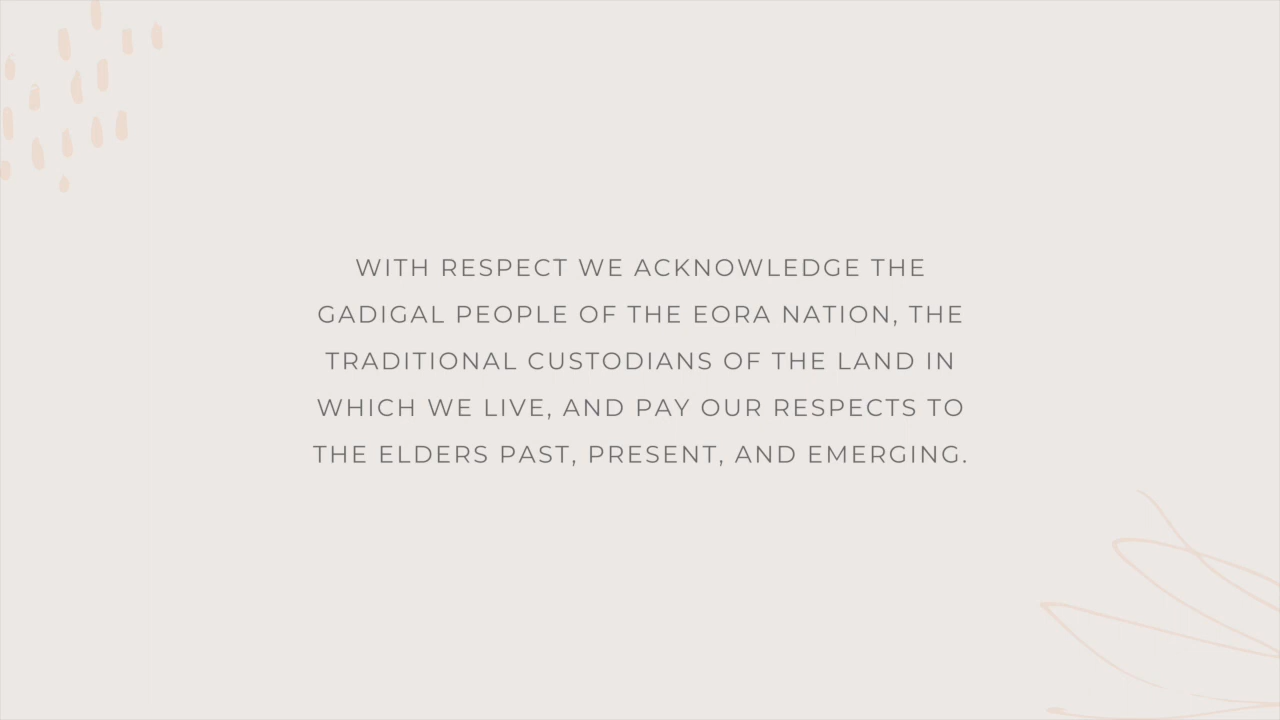 WITH RESPECT WE ACKNOWLEDGE THE
GADIGAL PEOPLE OF THE EORA NATION, THE
TRADITIONAL CUSTODIANS OF THE LAND IN
WHICH WE LIVE, AND PAY OUR RESPECTS TO
THE ELDERS PAST, PRESENT, AND EMERGING.